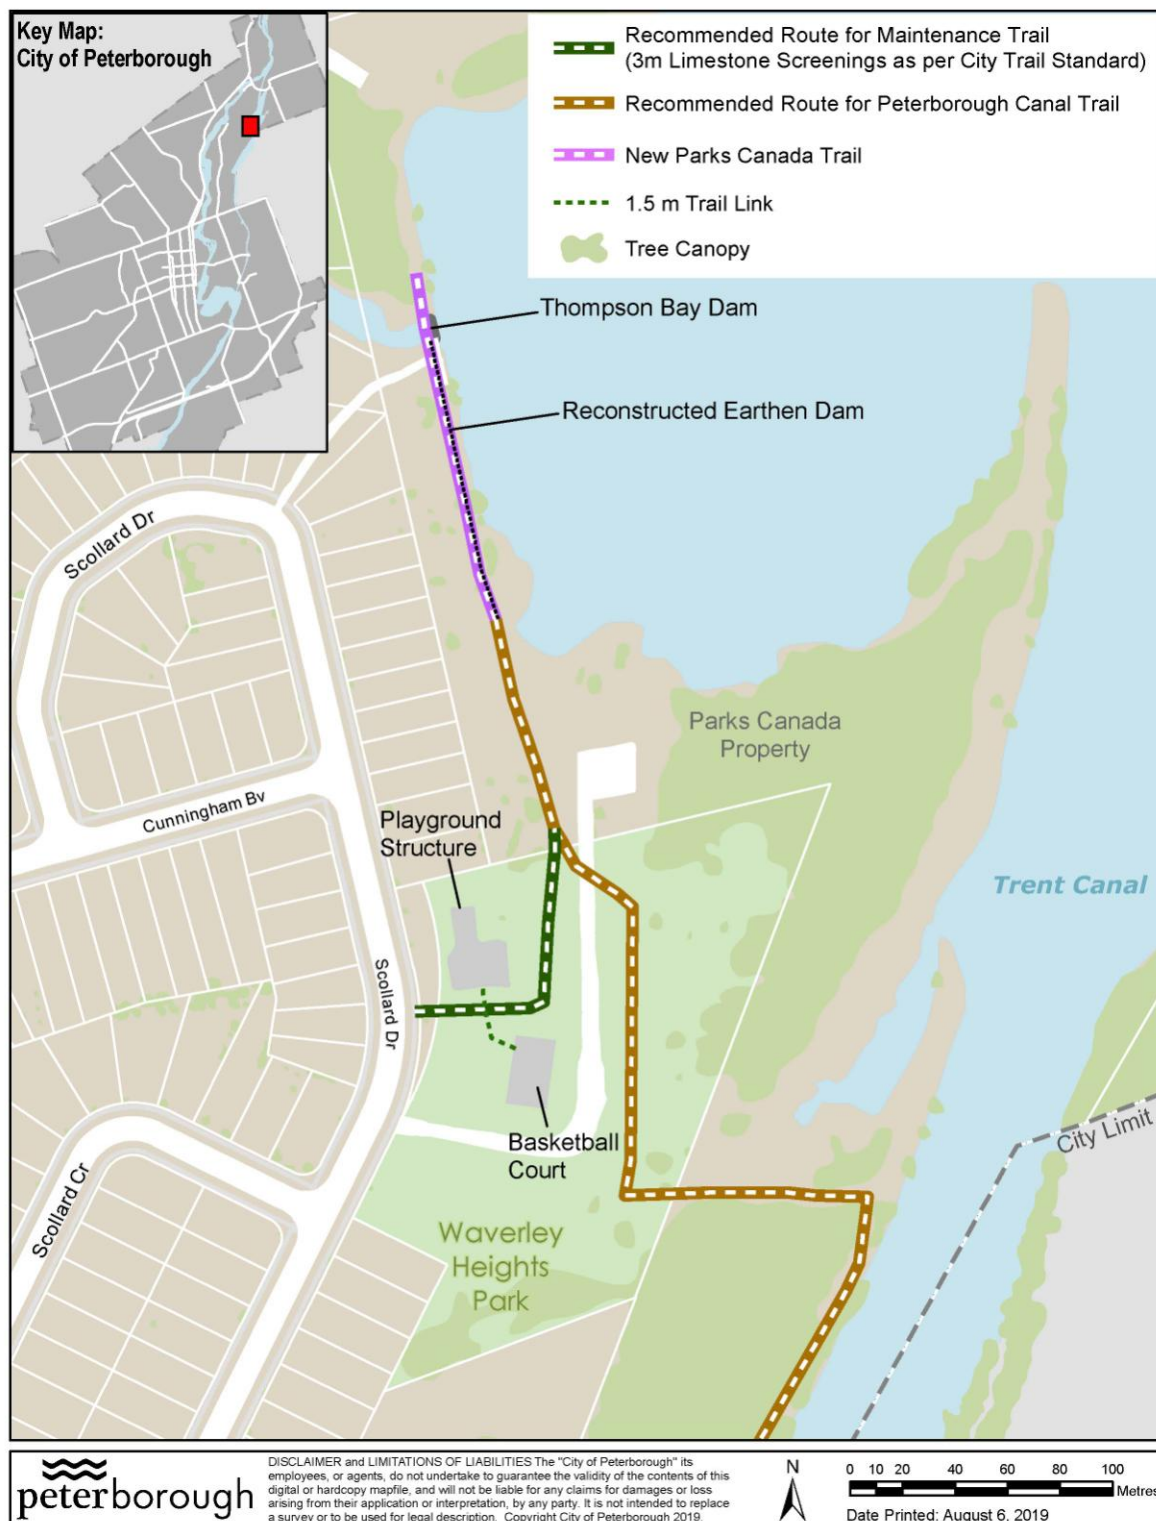 Key Map:
City of Peterborough
Recommended Route for Maintenance Trail
(3m Limestone Screenings as per City Trail Standard)
Recommended Route for Peterborough Canal Trail
New Parks Canada Trail
1.5 m Trail Link
Tree Canopy
Thompson Bay Dam
Reconstructed Earthen Dam
Scollard Dr
Parks Canada
Property
Cunningham Bv
Playground
Structure
Trent Canal
Scollard Dr
Basketball
Court
City Limit
Scollard Cr
Waverley
Heights
Park
peterborough
DISCLAIMER and LIMITATIONS OF LIABILITIES The "City of Peterborough" its
employees, or agents, do not undertake to guarantee the validity of the contents of this
digital or hardcopy mapfile, and will not be liable for any claims for damages or loss
arising from their application or interpretation, by any party. It is not intended to replace
a survey or to be used for legal description. Copyright City of Peterborough 2019.
N
0 10 20 40 60 80 100
Metres
Date Printed: August 6, 2019